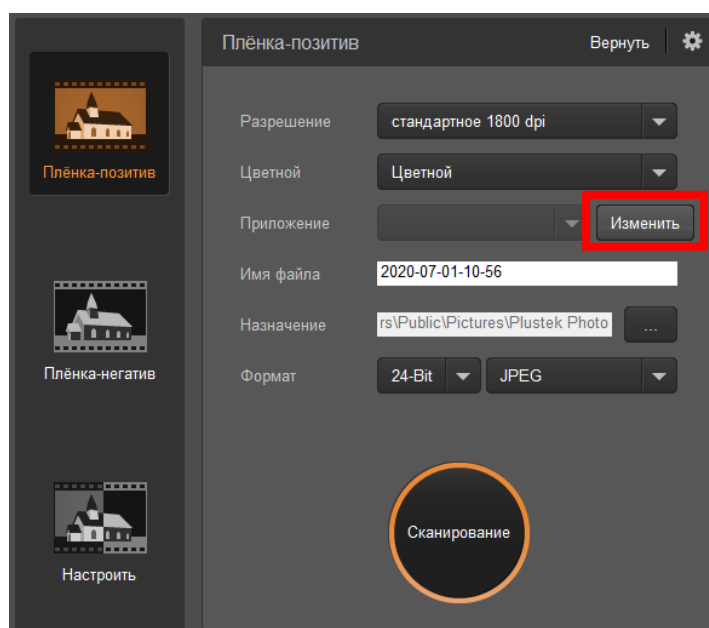 Плёнка-позитив
Плёнка-негатив
Настроить
Плёнка-позитив Вернуть
Разрешение стандартное 1800 dpi
Цветной Цветной
Приложение Изменить
Имя файла 2020-07-01-10-56
Назначение rs\Public\Pictures\Plustek Photo ...
Формат 24-Bit JPEG
Сканирование